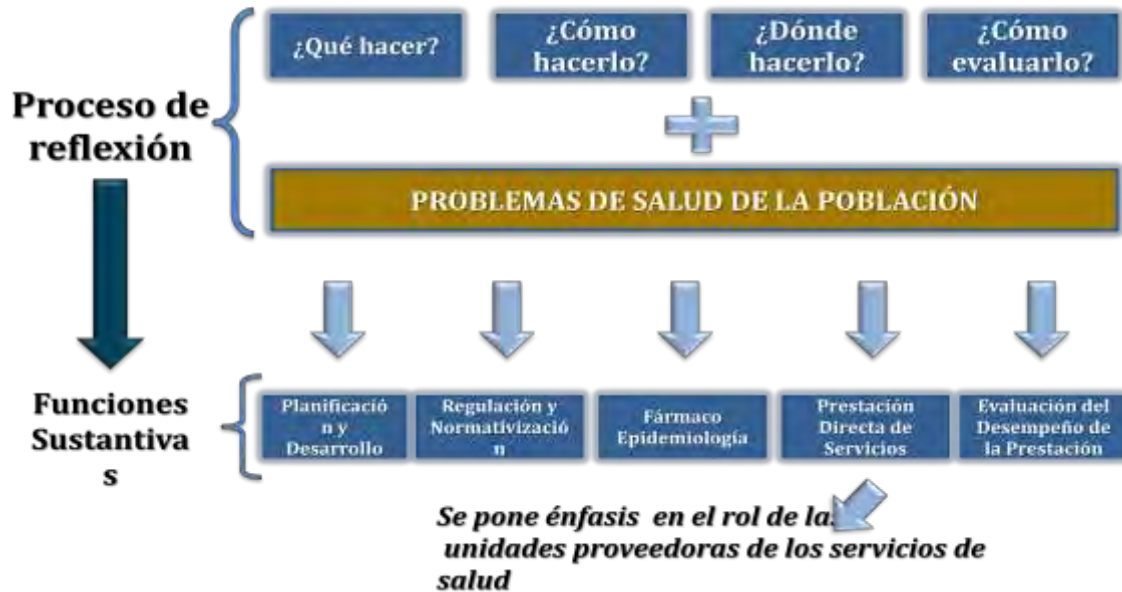 ¿Qué hacer?
¿Cómo
hacerlo?
¿Dónde
hacerlo?
¿Cómo
evaluarlo?
Proceso de
reflexión
PROBLEMAS DE SALUD DE LA POBLACIÓN
Funciones
Sustantiva
s
Planificació
n y
Desarrollo
Regulación y
Normativizació
n
Fármaco
Epidemiología
Prestación
Directa de
Servicios
Evaluación del
Desempeño de
la Prestación
Se pone énfasis en el rol de las
unidades proveedoras de los servicios de
salud